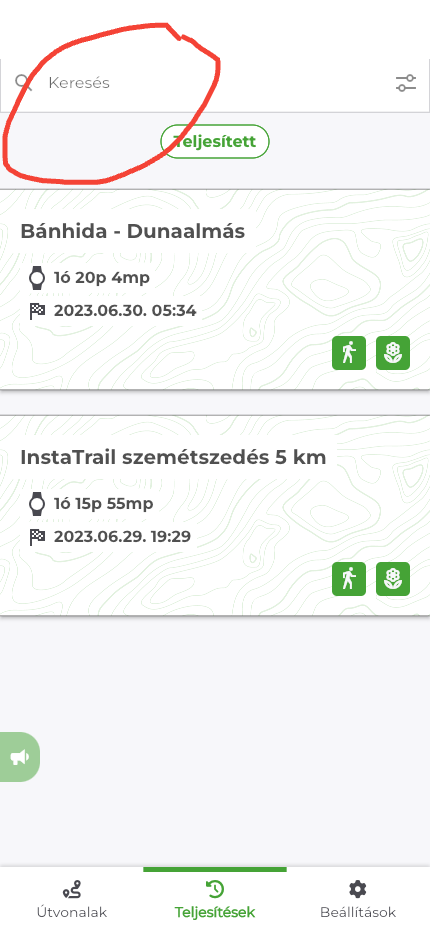 Keresés
Teljesített
Bánhida - Dunaalmás
1ó 20p 4mp
2023.06.30. 05:34
InstaTrail szemétszedés 5 km
1ó 15p 55mp
2023.06.29. 19:29
Útvonalak
Teljesítések
Beállítások